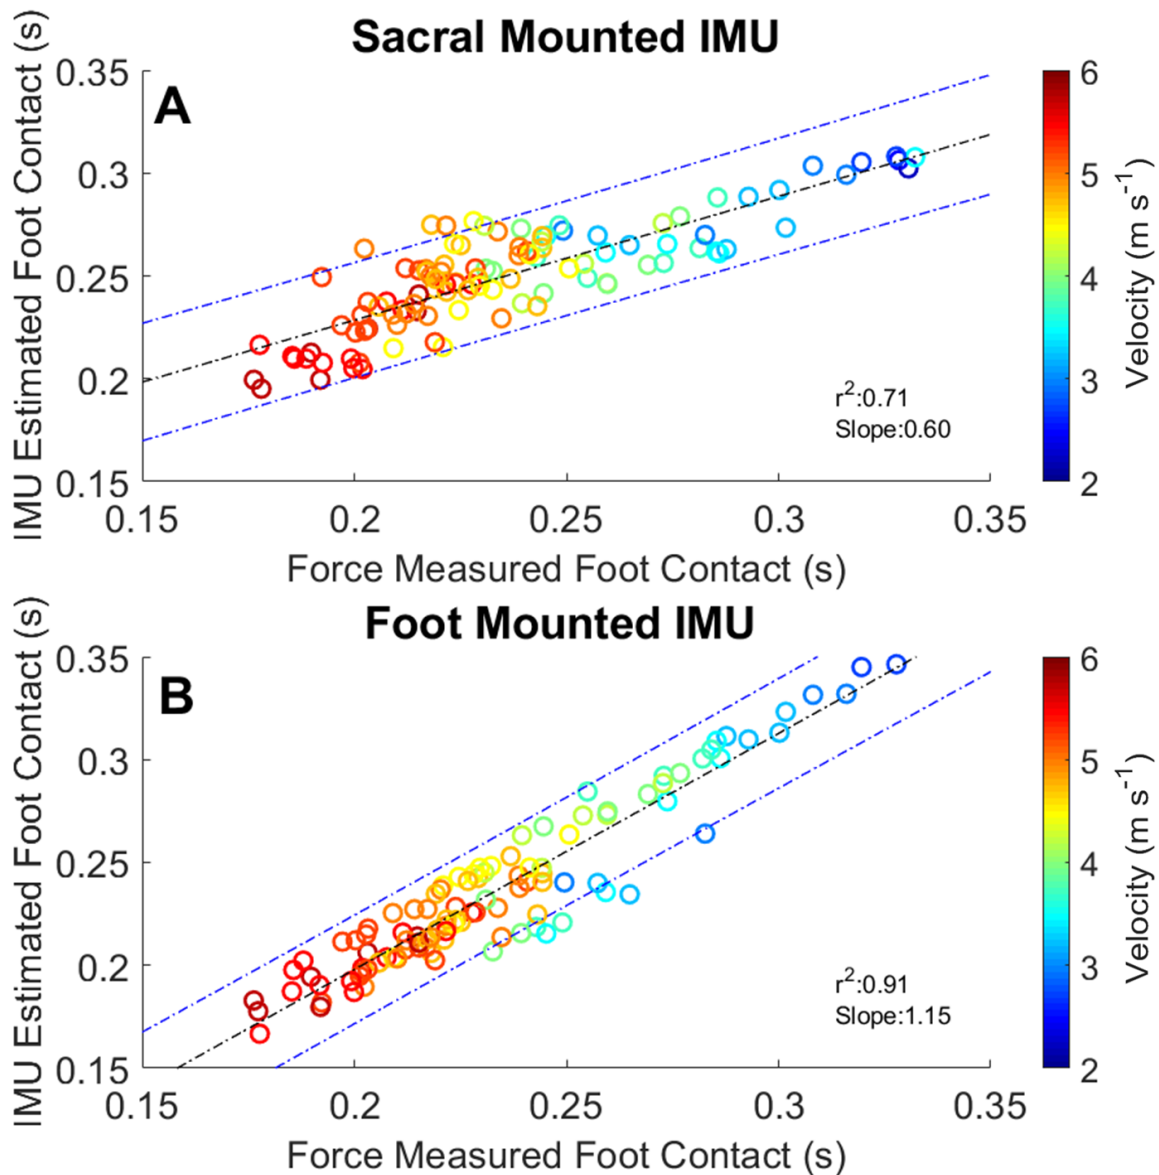 Sacral Mounted IMU
A
IMU Estimated Foot Contact (s)
0.35
0.3
0.25
0.2
0.15
0.15 0.2 0.25 0.3 0.35
Force Measured Foot Contact (s)
r²:0.71
Slope:0.60
6
5
4
3
2
Velocity (m s⁻¹)
Foot Mounted IMU
B
IMU Estimated Foot Contact (s)
0.35
0.3
0.25
0.2
0.15
0.15 0.2 0.25 0.3 0.35
Force Measured Foot Contact (s)
r²:0.91
Slope:1.15
6
5
4
3
2
Velocity (m s⁻¹)